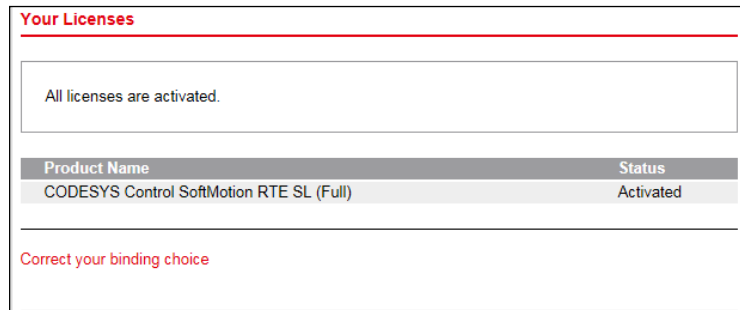 Your Licenses
All licenses are activated.
Product Name Status
CODESYS Control SoftMotion RTE SL (Full) Activated
Correct your binding choice